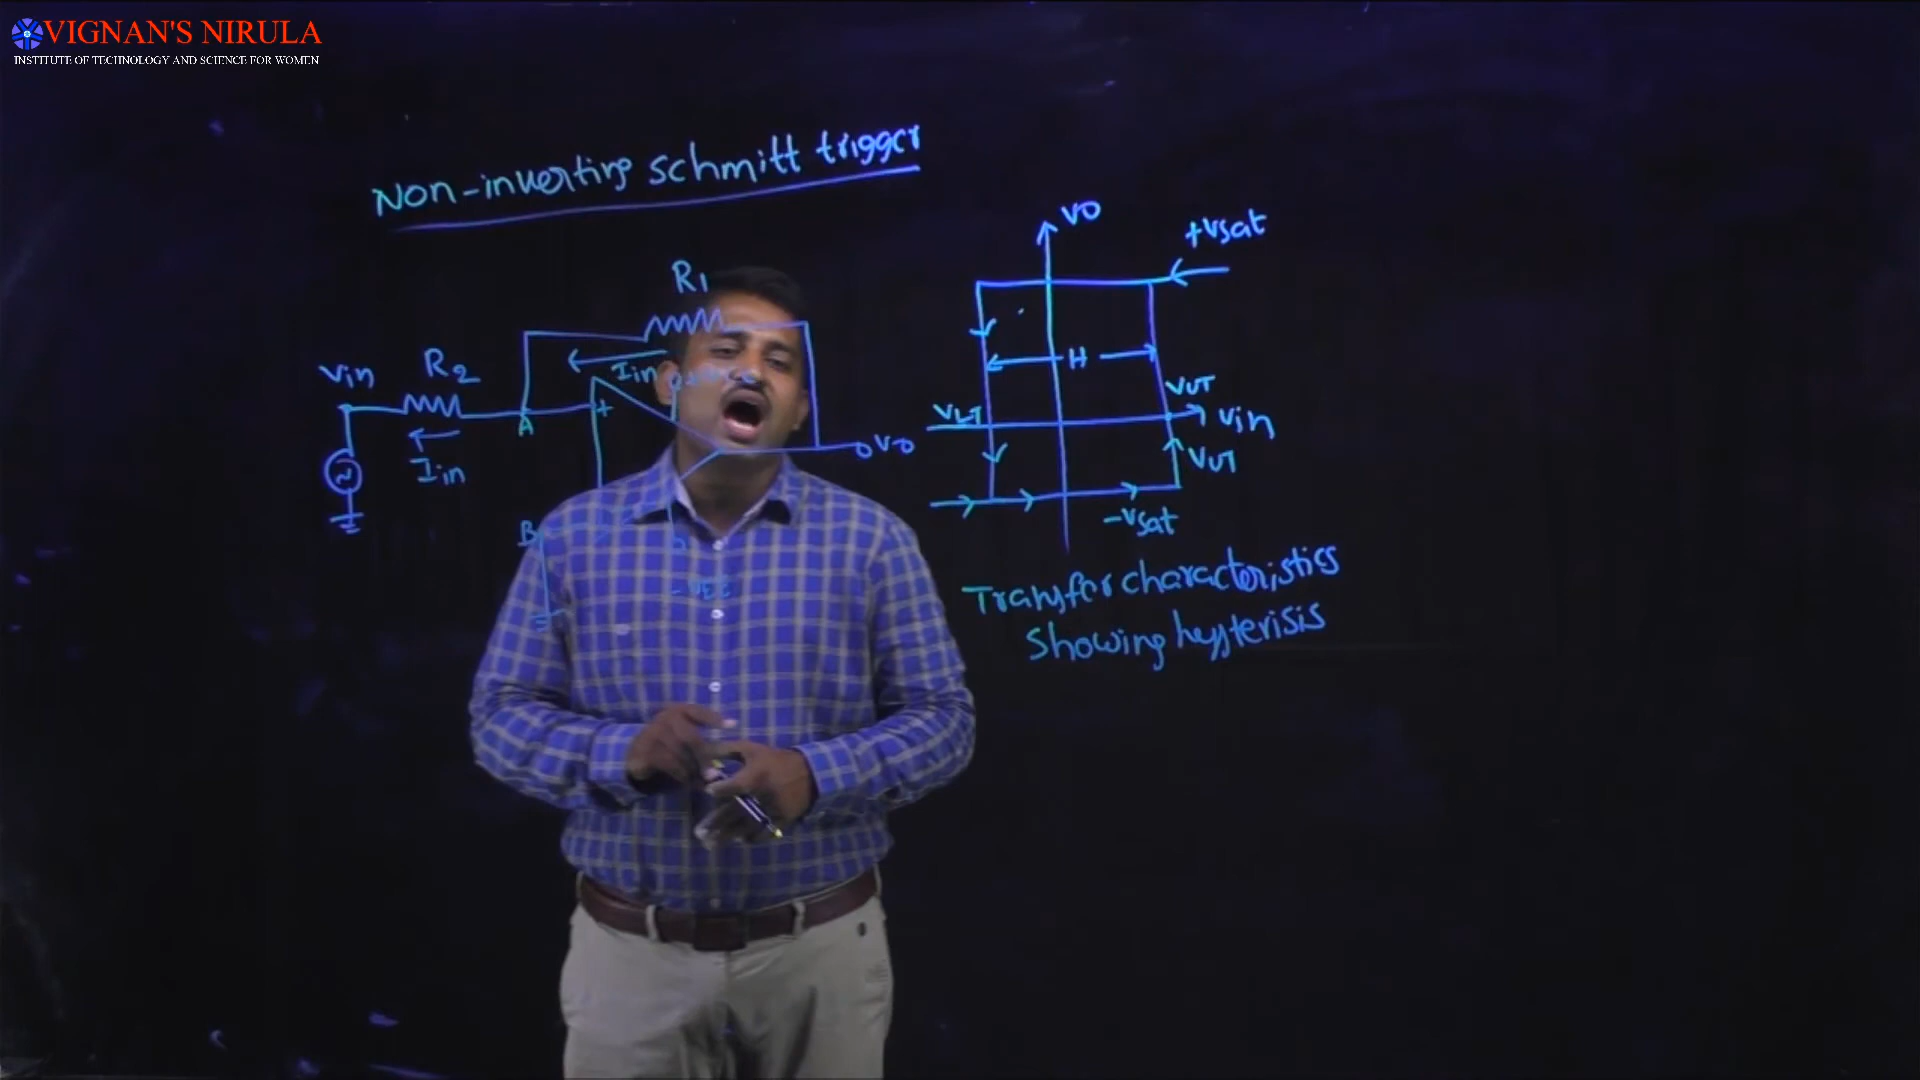 VIGNAN'S NIRULA
INSTITUTE OF TECHNOLOGY AND SCIENCE FOR WOMEN
Non-inverting schmitt trigger
R1
Vin
R2
Iin
+
A
Iin
Vo
B
-VEE
Vo
+Vsat
H
VUT
VLT
Vin
VUT
-Vsat
Transfer characteristics
Showing hysterisis